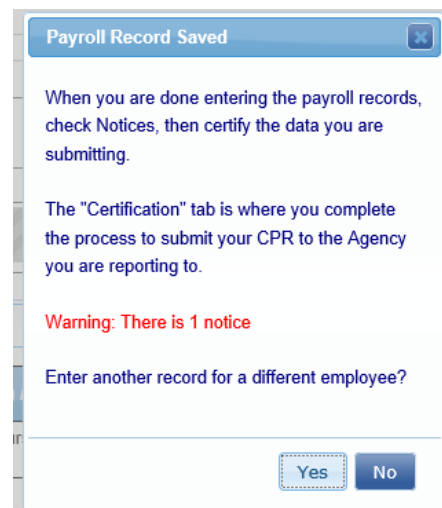 Payroll Record Saved
When you are done entering the payroll records,
check Notices, then certify the data you are
submitting.
The "Certification" tab is where you complete
the process to submit your CPR to the Agency
you are reporting to.
Warning: There is 1 notice
Enter another record for a different employee?
Yes No